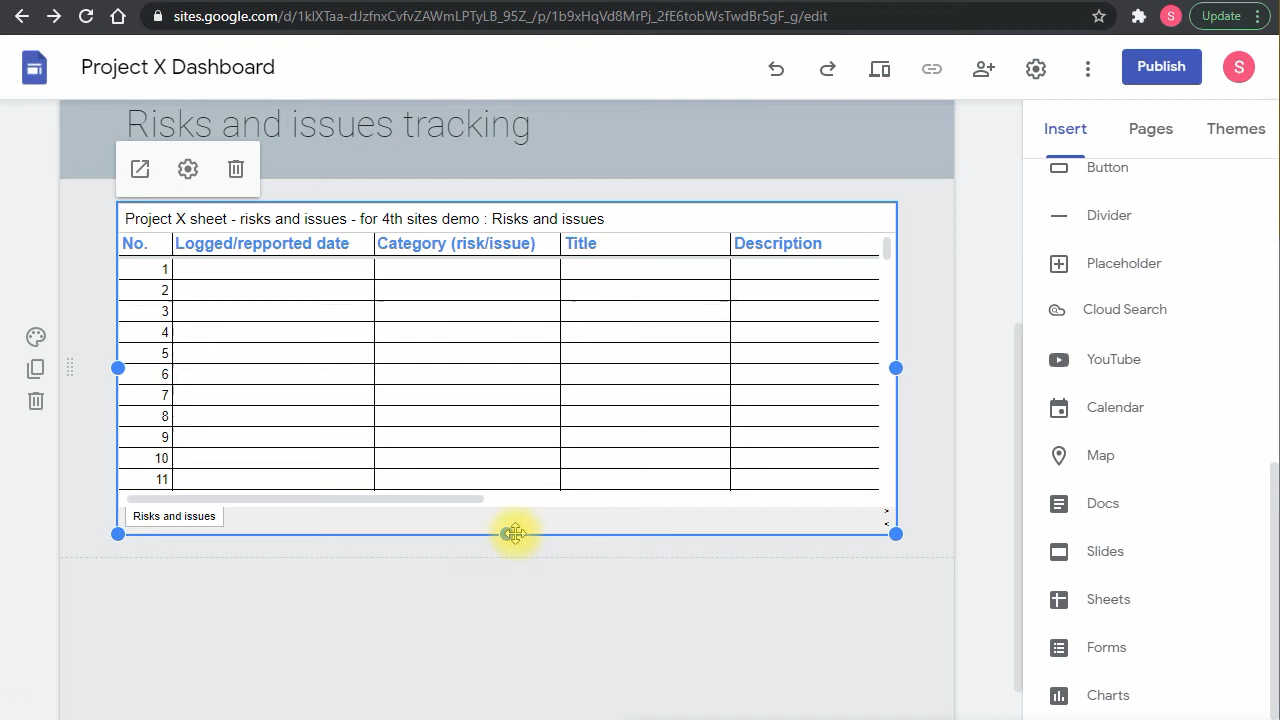 sites.google.com/d/1klXTaa-dJzfnxCvfvZAWmLPTyLB_95Z_/p/1b9xHqVd8MrPj_2fE6tobWsTwdBr5gF_g/edit
S
Update
Project X Dashboard
Publish
S
Risks and issues tracking
Insert
Pages
Themes
Button
Divider
Placeholder
Cloud Search
YouTube
Calendar
Map
Docs
Slides
Sheets
Forms
Charts
Project X sheet - risks and issues - for 4th sites demo : Risks and issues
No. Logged/repported date Category (risk/issue) Title Description
1
2
3
4
5
6
7
8
9
10
11
Risks and issues